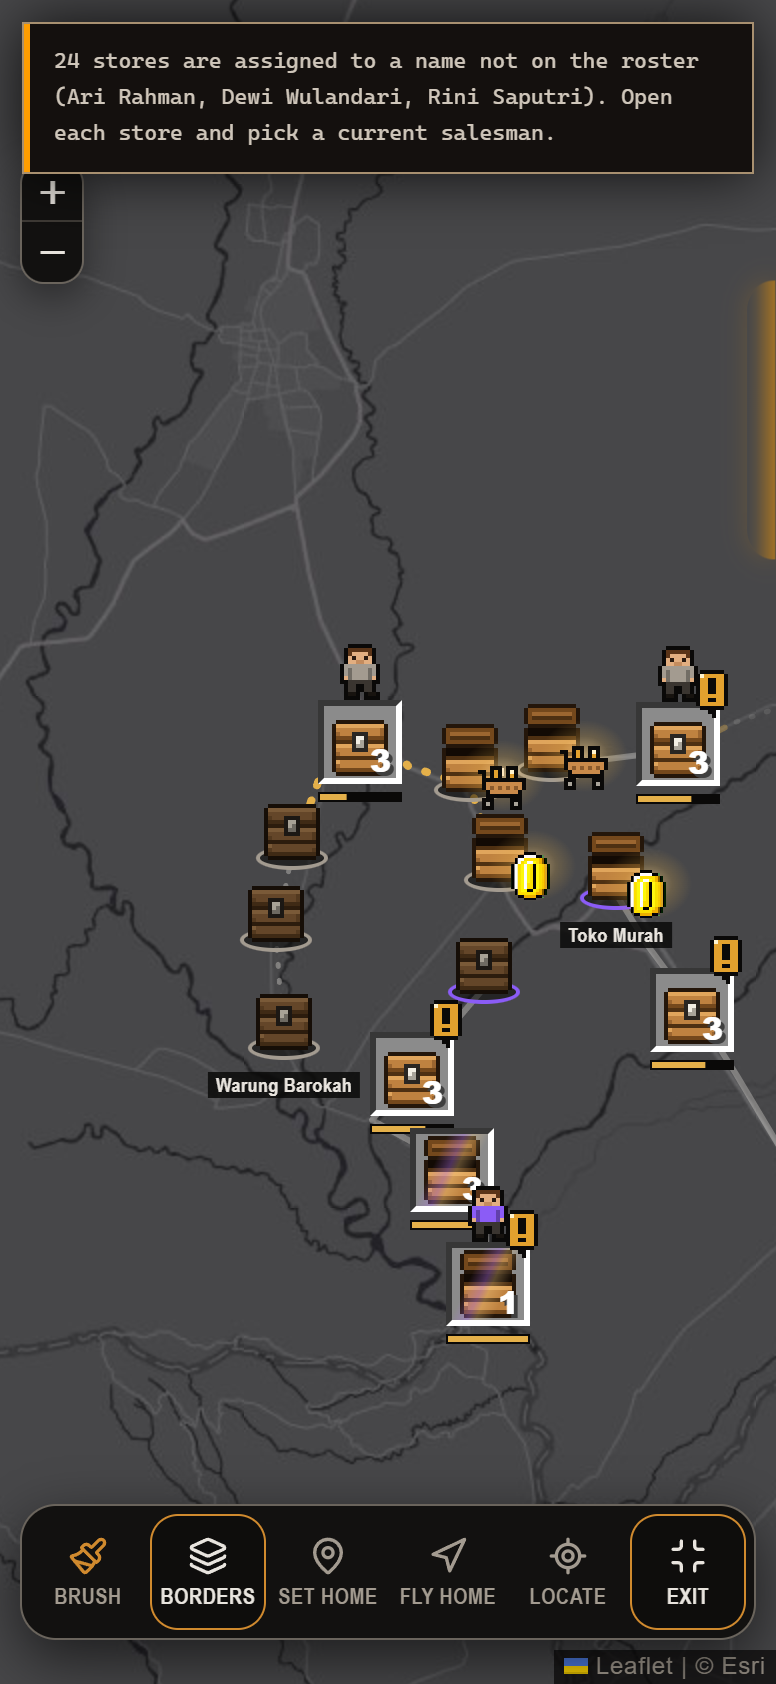 24 stores are assigned to a name not on the roster
(Ari Rahman, Dewi Wulandari, Rini Saputri). Open
each store and pick a current salesman.
+
−
3
3
Toko Murah
3
3
Warung Barokah
3
1
BRUSH
BORDERS
SET HOME
FLY HOME
LOCATE
EXIT
Leaflet | © Esri